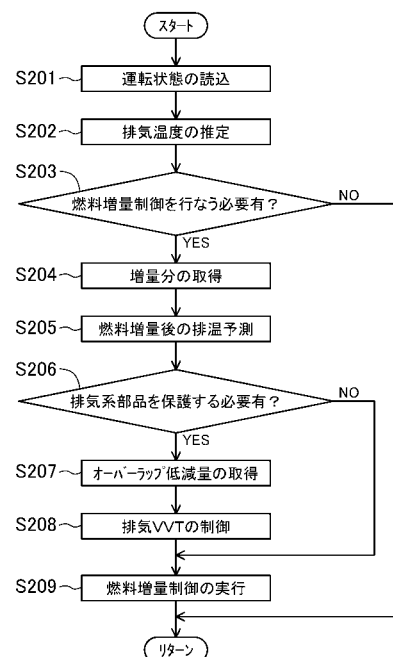 スタート
S201 運転状態の読込
S202 排気温度の推定
S203
燃料増量制御を行なう必要有？ NO
YES
S204 増量分の取得
S205 燃料増量後の排温予測
S206
排気系部品を保護する必要有？ NO
YES
S207 オーバーラップ低減量の取得
S208 排気VVTの制御
S209 燃料増量制御の実行
リターン